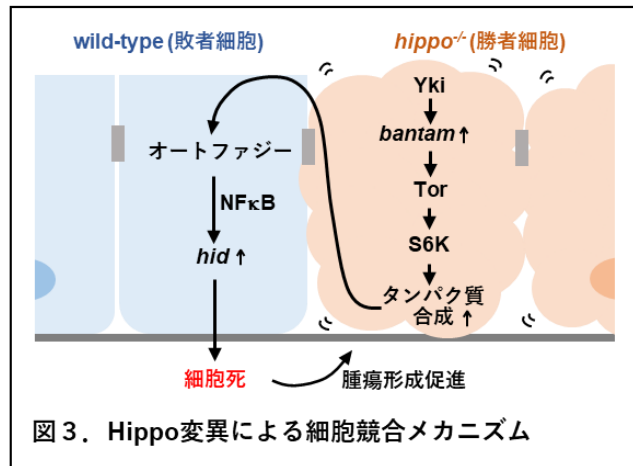 wild-type (敗者細胞)
hippo-/- (勝者細胞)
オートファジー
NFκB
hid↑
細胞死
Yki
bantam↑
Tor
S6K
タンパク質
合成↑
腫瘍形成促進
図３．Hippo変異による細胞競合メカニズム